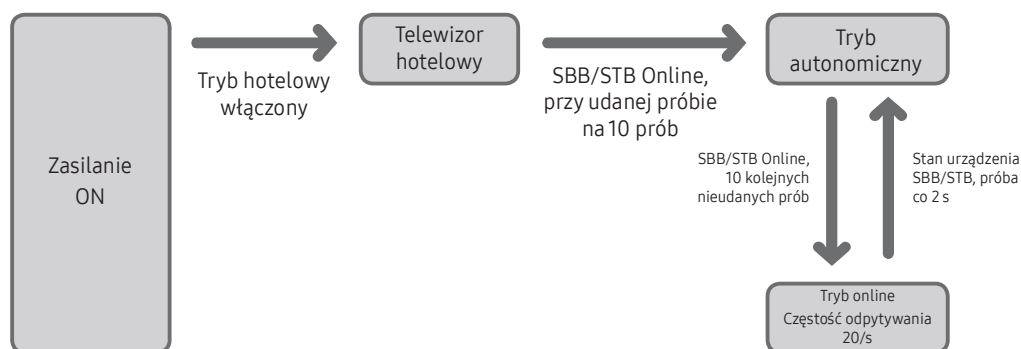 Zasilanie
ON
Tryb hotelowy
włączony
Telewizor
hotelowy
SBB/STB Online,
przy udanej próbie
na 10 prób
Tryb
autonomiczny
SBB/STB Online,
10 kolejnych
nieudanych prób
Stan urządzenia
SBB/STB, próba
co 2 s
Tryb online
Częstość odpytywania
20/s